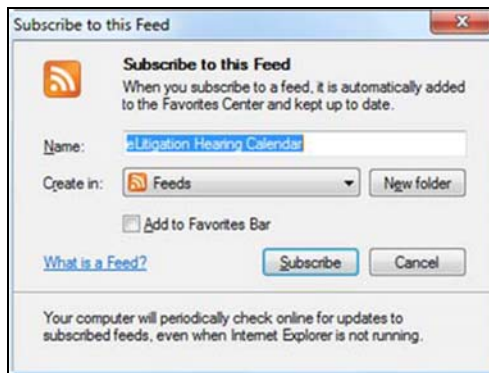 Subscribe to this Feed
Subscribe to this Feed
When you subscribe to a feed, it is automatically added
to the Favorites Center and kept up to date.
Name: eLitigation Hearing Calendar
Create in: Feeds New folder
Add to Favorites Bar
What is a Feed? Subscribe Cancel
Your computer will periodically check online for updates to
subscribed feeds, even when Internet Explorer is not running.